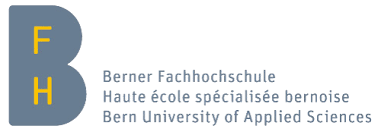 F
H
Berner Fachhochschule
Haute école spécialisée bernoise
Bern University of Applied Sciences